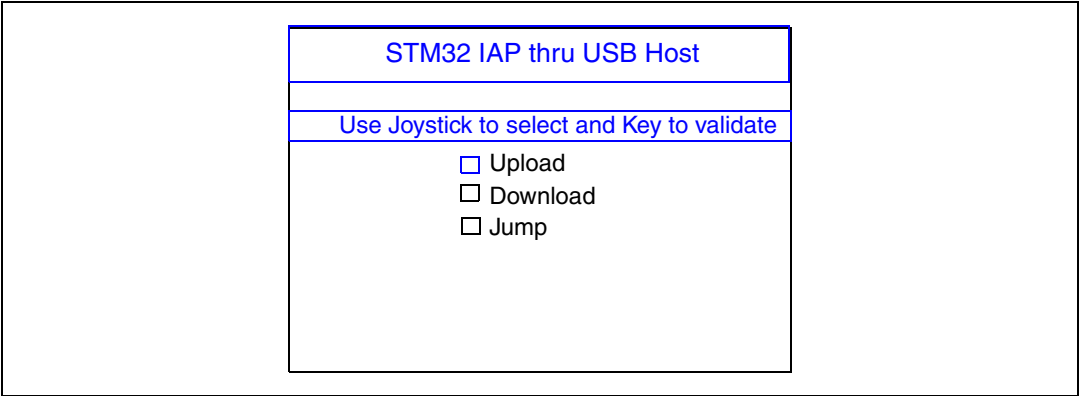 STM32 IAP thru USB Host
Use Joystick to select and Key to validate
Upload
Download
Jump